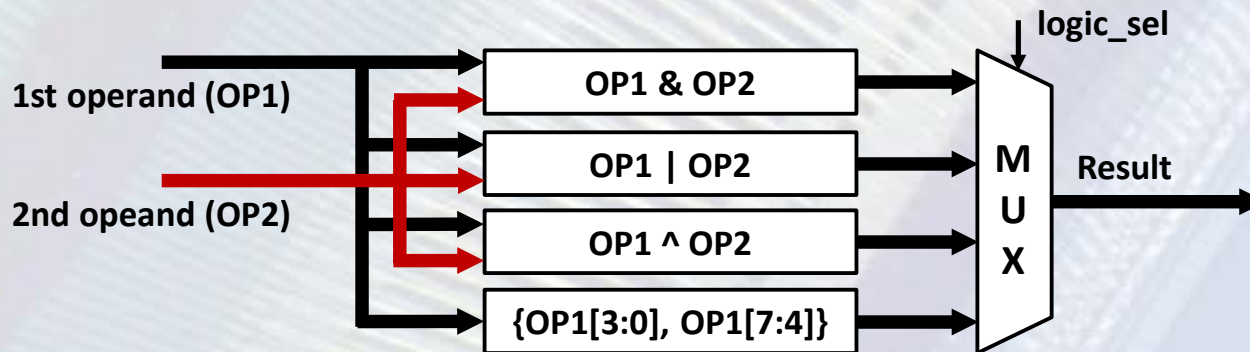 logic_sel
1st operand (OP1)
OP1 & OP2
OP1 | OP2
2nd opeand (OP2)
OP1 ^ OP2
{OP1[3:0], OP1[7:4]}
M
U
X
Result